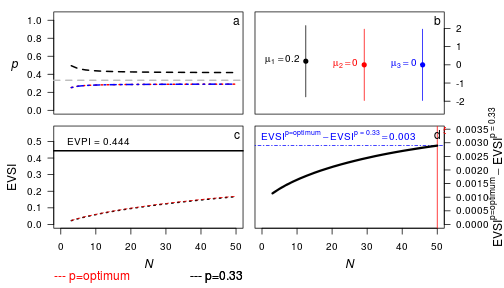 a
p
1.0
0.8
0.6
0.4
0.2
0.0
b
μ1 = 0.2
μ2 = 0
μ3 = 0
2
1
0
-1
-2
c
EVPI = 0.444
EVSI
0.5
0.4
0.3
0.2
0.1
0.0
0 10 20 30 40 50
N
d
EVSI^p=optimum − EVSI^p = 0.33 = 0.003
0.0035
0.0030
0.0025
0.0020
0.0015
0.0010
0.0005
0.0000
EVSI^p=optimum − EVSI^p = 0.33
0 10 20 30 40 50
N
--- p=optimum --- p=0.33